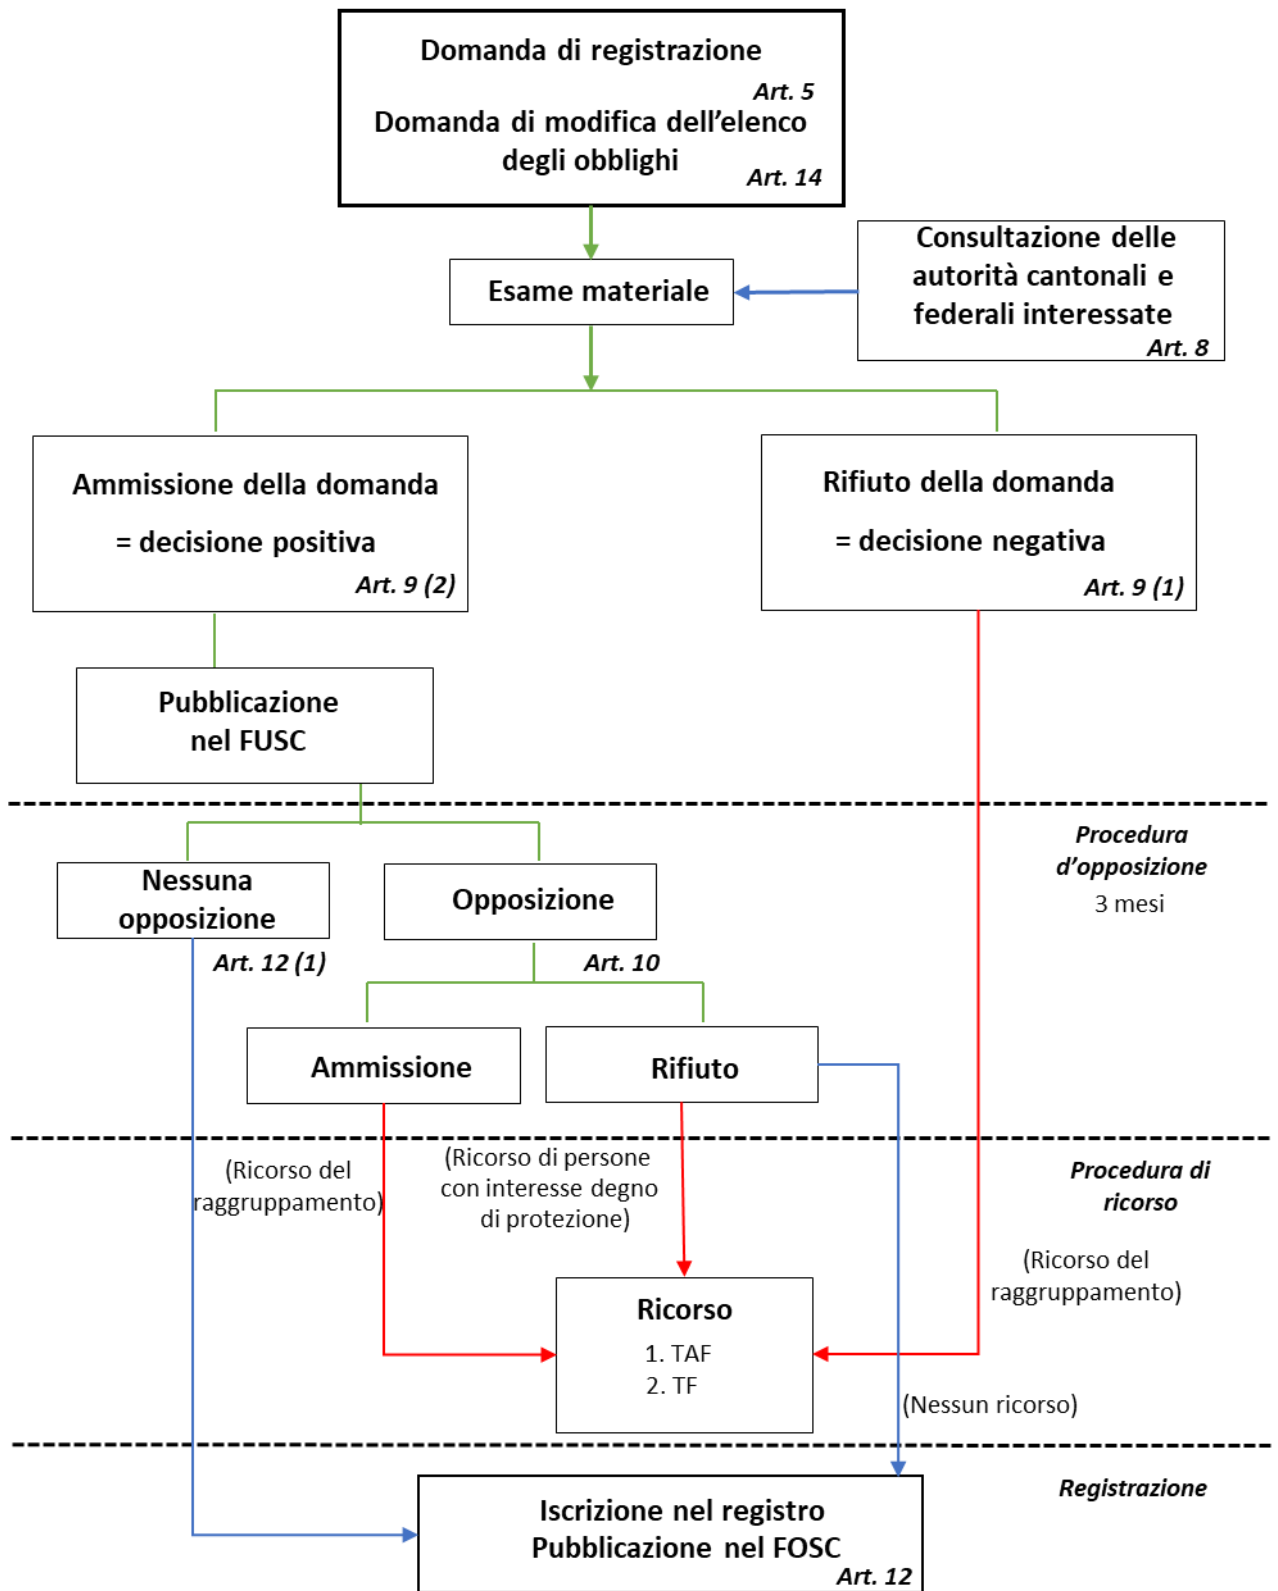 Domanda di registrazione
Art. 5
Domanda di modifica dell’elenco
degli obblighi
Art. 14
Esame materiale
Consultazione delle
autorità cantonali e
federali interessate
Art. 8
Ammissione della domanda
= decisione positiva
Art. 9 (2)
Rifiuto della domanda
= decisione negativa
Art. 9 (1)
Pubblicazione
nel FUSC
Procedura
d’opposizione
3 mesi
Nessuna
opposizione
Art. 12 (1)
Opposizione
Art. 10
Ammissione
Rifiuto
(Ricorso del
raggruppamento)
(Ricorso di persone
con interesse degno
di protezione)
Procedura di
ricorso
(Ricorso del
raggruppamento)
Ricorso
1. TAF
2. TF
(Nessun ricorso)
Registrazione
Iscrizione nel registro
Pubblicazione nel FOSC
Art. 12